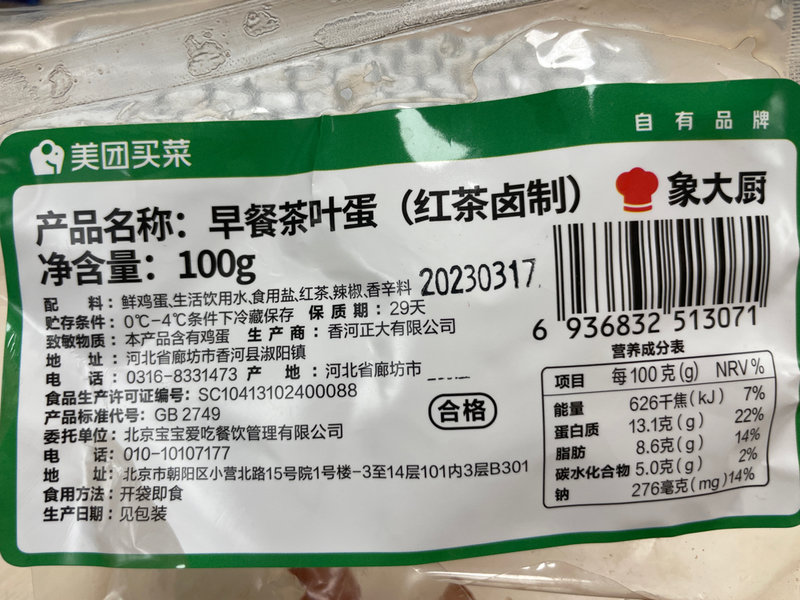 自有品牌
美团买菜
产品名称：早餐茶叶蛋（红茶卤制）
象大厨
净含量：100g
配 料：鲜鸡蛋、生活饮用水、食用盐、红茶、辣椒、香辛料
20230317
贮存条件：0℃-4℃条件下冷藏保存 保质期：29天
致敏物质：本产品含有鸡蛋 生产商：香河正大有限公司
地 址：河北省廊坊市香河县淑阳镇
电 话：0316-8331473 产 地：河北省廊坊市
食品生产许可证编号：SC10413102400088
产品标准代号：GB 2749
合格
委托单位：北京宝宝爱吃餐饮管理有限公司
电 话：010-10107177
地 址：北京市朝阳区小营北路15号院1号楼-3至14层101内3层B301
食用方法：开袋即食
生产日期：见包装
6 936832 513071
营养成分表
项目 每100克(g) NRV%
能量 626千焦(kJ) 7%
蛋白质 13.1克(g) 22%
脂肪 8.6克(g) 14%
碳水化合物 5.0克(g) 2%
钠 276毫克(mg) 14%